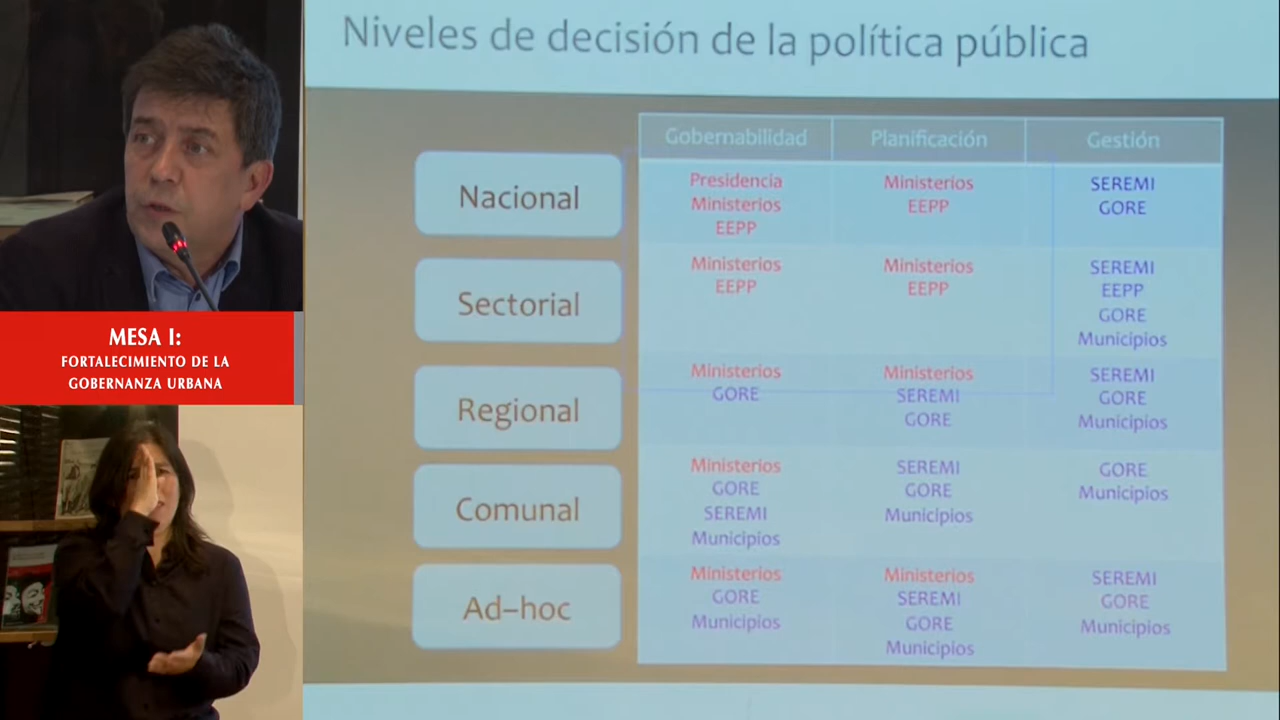 Niveles de decisión de la política pública
Gobernabilidad
Planificación
Gestión
Nacional
Presidencia
Ministerios
EEPP
Ministerios
EEPP
SEREMI
GORE
Sectorial
Ministerios
EEPP
Ministerios
EEPP
SEREMI
EEPP
GORE
Municipios
Regional
Ministerios
GORE
Ministerios
SEREMI
GORE
SEREMI
GORE
Municipios
Comunal
Ministerios
GORE
SEREMI
Municipios
SEREMI
GORE
Municipios
GORE
Municipios
Ad-hoc
Ministerios
GORE
Municipios
Ministerios
SEREMI
GORE
Municipios
SEREMI
GORE
Municipios
MESA I:
FORTALECIMIENTO DE LA
GOBERNANZA URBANA